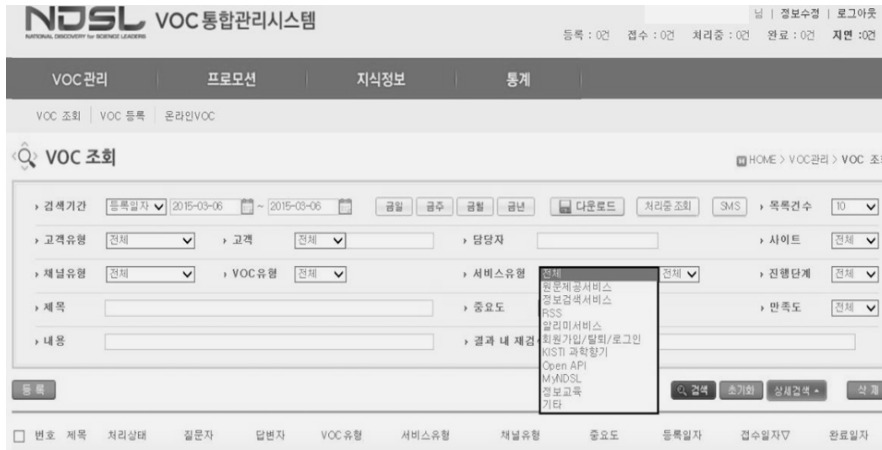 NDSL VOC 통합관리시스템
NATIONAL DISCOVERY for SCIENCE LEADERS
님 | 정보수정 | 로그아웃
등록 : 0건 접수 : 0건 처리중 : 0건 완료 : 0건 지연 :0건
VOC관리 프로모션 지식정보 통계
VOC 조회 | VOC 등록 | 온라인VOC
VOC 조회
HOME > VOC관리 > VOC 조
검색기간 등록일자 2015-03-06 ~ 2015-03-06 금일 금주 금월 금년 다운로드 처리중 조회 SMS 목록건수 10
고객유형 전체 고객 전체 담당자 사이트 전체
채널유형 전체 VOC유형 전체 서비스유형 전체 전체 진행단계 전체
원문제공서비스
정보검색서비스
제목 중요도 RSS 만족도 전체
알리미서비스
내용 결과 내 재검 회원가입/탈퇴/로그인
KISTI 과학향기
Open API
MyNDSL
정보교육
기타
등록 검색 초기화 상세검색 삭제
번호 제목 처리상태 질문자 답변자 VOC유형 서비스유형 채널유형 중요도 등록일자 접수일자▽ 완료일자